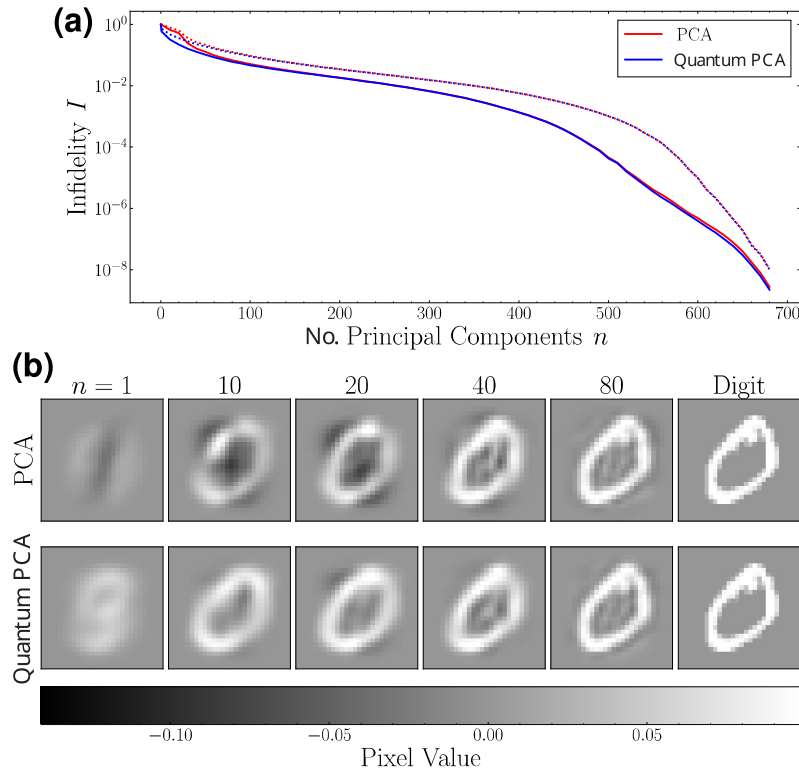 (a)
10⁰
10⁻²
10⁻⁴
10⁻⁶
10⁻⁸
Infidelity I
PCA
Quantum PCA
0 100 200 300 400 500 600 700
No. Principal Components n
(b)
n = 1 10 20 40 80 Digit
PCA
Quantum PCA
−0.10 −0.05 0.00 0.05
Pixel Value